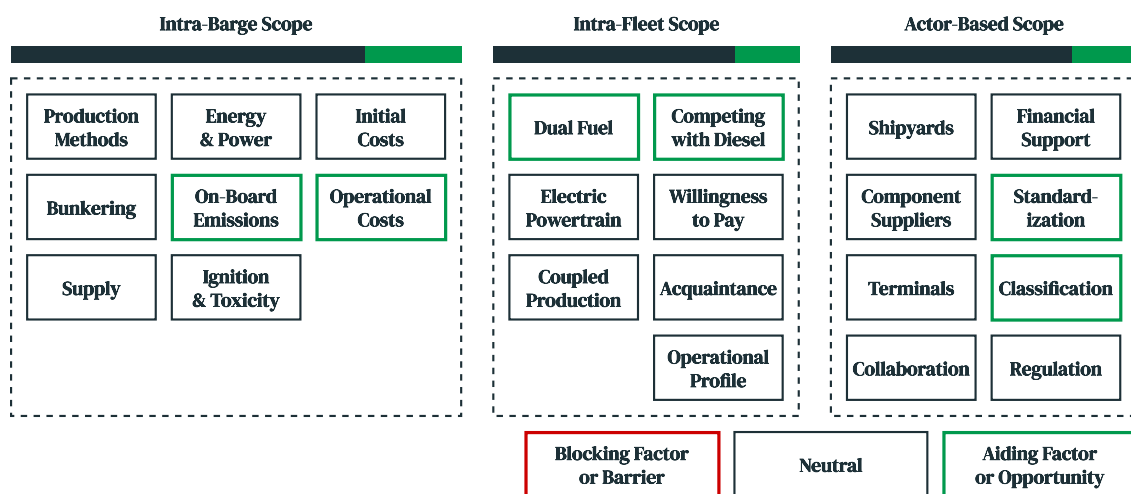 Intra-Barge Scope
Production
Methods
Energy
& Power
Initial
Costs
Bunkering
On-Board
Emissions
Operational
Costs
Supply
Ignition
& Toxicity
Intra-Fleet Scope
Dual Fuel
Competing
with Diesel
Electric
Powertrain
Willingness
to Pay
Coupled
Production
Acquaintance
Operational
Profile
Actor-Based Scope
Shipyards
Financial
Support
Component
Suppliers
Standard-
ization
Terminals
Classification
Collaboration
Regulation
Blocking Factor
or Barrier
Neutral
Aiding Factor
or Opportunity